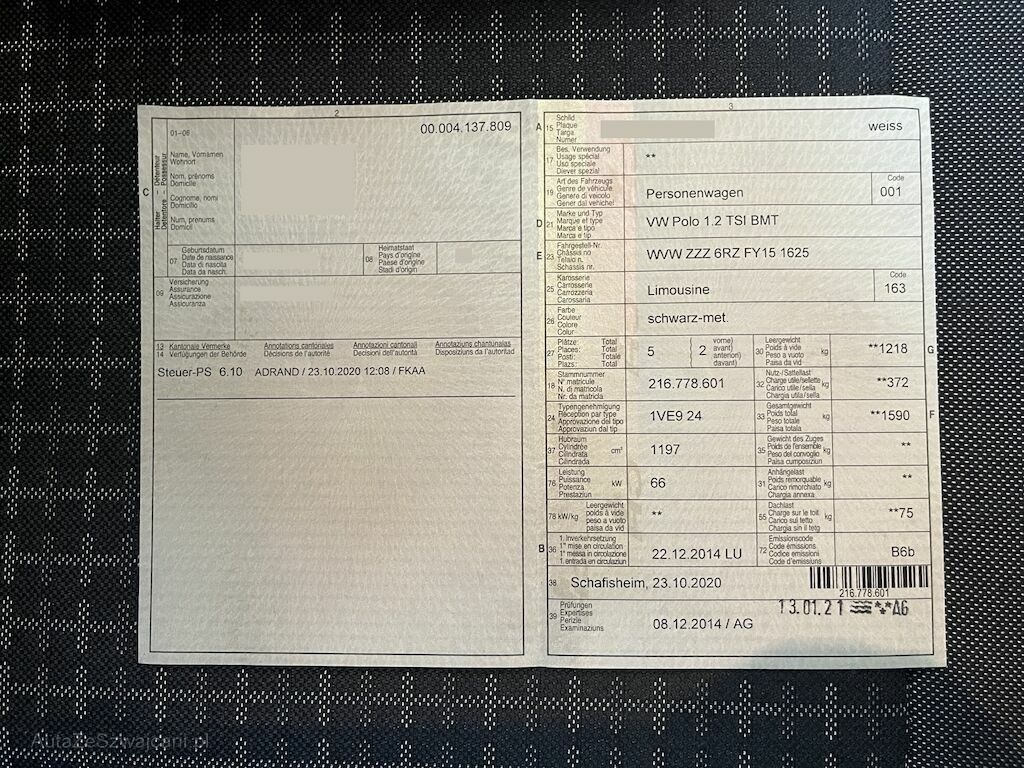 2
00.004.137.809
01–06
Name, Vornamen
Wohnort
Nom, prénoms
Domicile
Cognome, nomi
Domicilio
Num, prenums
Domicil
C
Halter – Détenteur
Detentore – Possessur
07
Geburtsdatum
Date de naissance
Data di nascita
Data da nasch.
08
Heimatstaat
Pays d'origine
Paese d'origine
Stadi d'origin
09
Versicherung
Assurance
Assicurazione
Assicuranza
13 Kantonale Vermerke Annotations cantonales Annotazioni cantonali Annotaziuns chantunalas
14 Verfügungen der Behörde Décisions de l'autorité Decisioni dell'autorità Disposiziuns da l'autoritad
Steuer-PS 6.10 ADRAND / 23.10.2020 12:08 / FKAA
3
A 15
Schild
Plaque
Targa
Numer
weiss
17
Bes. Verwendung
Usage spécial
Uso speciale
Diever spezial
**
19
Art des Fahrzeugs
Genre de véhicule
Genere di veicolo
Gener dal vehichel
Personenwagen
Code
001
D 21
Marke und Typ
Marque et type
Marca e tipo
Marca e tip
VW Polo 1.2 TSI BMT
E 23
Fahrgestell-Nr.
Châssis no
Telaio n.
Schassis nr.
WVW ZZZ 6RZ FY15 1625
25
Karosserie
Carrosserie
Carrozzeria
Carossaria
Limousine
Code
163
26
Farbe
Couleur
Colore
Colur
schwarz-met.
27
Plätze: Total
Places: Total
Posti: Totale
Plazs: Total
5
2
vorne)
avant)
anteriori)
davant)
30
Leergewicht
Poids à vide
Peso a vuoto
Paisa da vid
kg
**1218
G
18
Stammnummer
N° matricule
N. di matricola
Nr. da matricla
216.778.601
32
Nutz-/Sattellast
Charge utile/sellette
Carico utile/sella
Chargia utila/sella
kg
**372
24
Typengenehmigung
Réception par type
Approvazione del tipo
Approvaziun dal tip
1VE9 24
33
Gesamtgewicht
Poids total
Peso totale
Paisa totala
kg
**1590
F
37
Hubraum
Cylindrée
Cilindrata
Cilindrada
cm³
1197
35
Gewicht des Zuges
Poids de l'ensemble
Peso del convoglio
Paisa cumposiziun
kg
**
76
Leistung
Puissance
Potenza
Prestaziun
kW
66
31
Anhängelast
Poids remorquable
Carico rimorchiato
Chargia annexa
kg
**
78 kW/kg
Leergewicht
poids à vide
peso a vuoto
paisa da vid
**
55
Dachlast
Charge sur le toit
Carico sul tetto
Chargia sin il tetg
kg
**75
B 36
1. Inverkehrsetzung
1re mise en circulation
1a messa in circolazione
1. entrada en circulaziun
22.12.2014 LU
72
Emissionscode
Code émissions
Codice emissioni
Code d'emissiuns
B6b
38 Schafisheim, 23.10.2020
216.778.601
13.01.21 AG
39
Prüfungen
Expertises
Perizie
Examinaziuns
08.12.2014 / AG
AutaZeSzwajcarii.pl